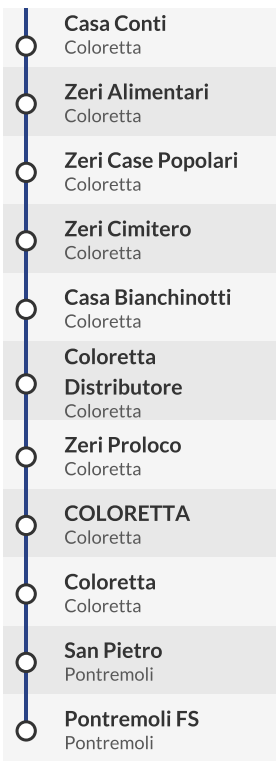 Casa Conti
Coloretta
Zeri Alimentari
Coloretta
Zeri Case Popolari
Coloretta
Zeri Cimitero
Coloretta
Casa Bianchinotti
Coloretta
Coloretta
Distributore
Coloretta
Zeri Proloco
Coloretta
COLORETTA
Coloretta
Coloretta
Coloretta
San Pietro
Pontremoli
Pontremoli FS
Pontremoli